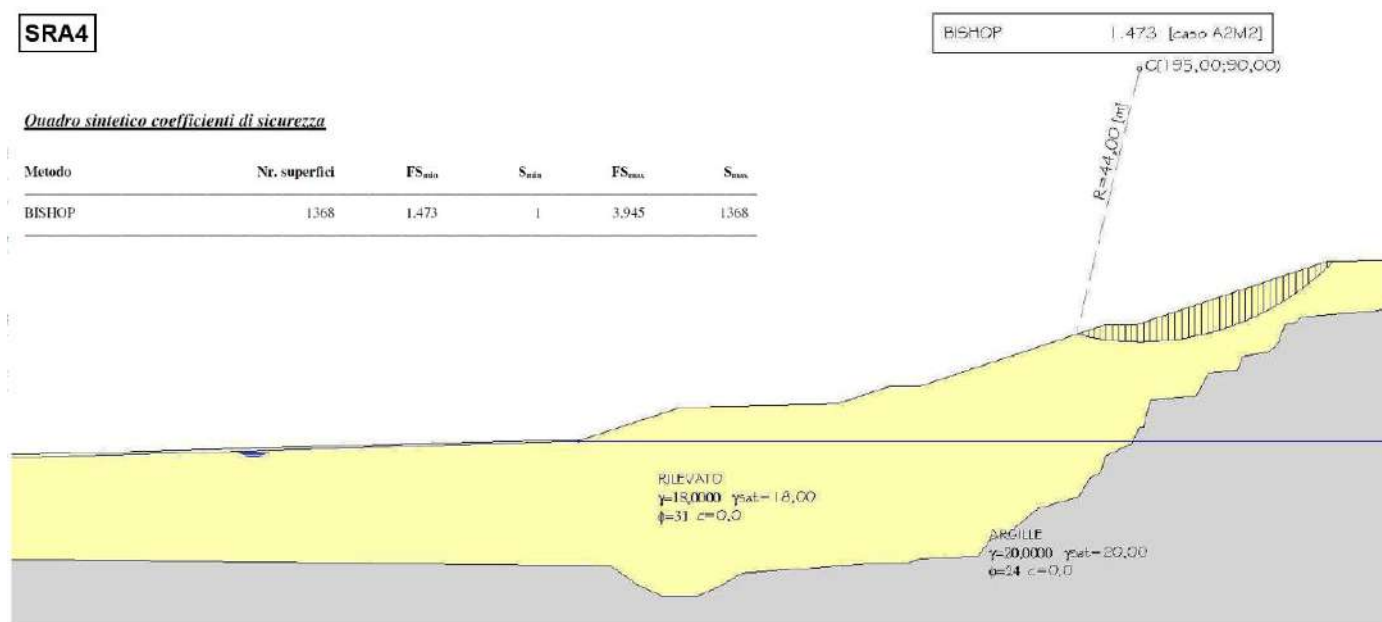 SRA4
BISHOP 1.473 [caso A2M2]
C(195,00;90,00)
R=44,00 [m]
Quadro sintetico coefficienti di sicurezza
Metodo Nr. superfici FSmin Smin FSmax Smax
BISHOP 1368 1.473 1 3.945 1368
RILEVATO
γ=18,0000 γsat=18,00
ϕ=31 c=0,0
ARGILLE
γ=20,0000 γsat=20,00
ϕ=24 c=0,0